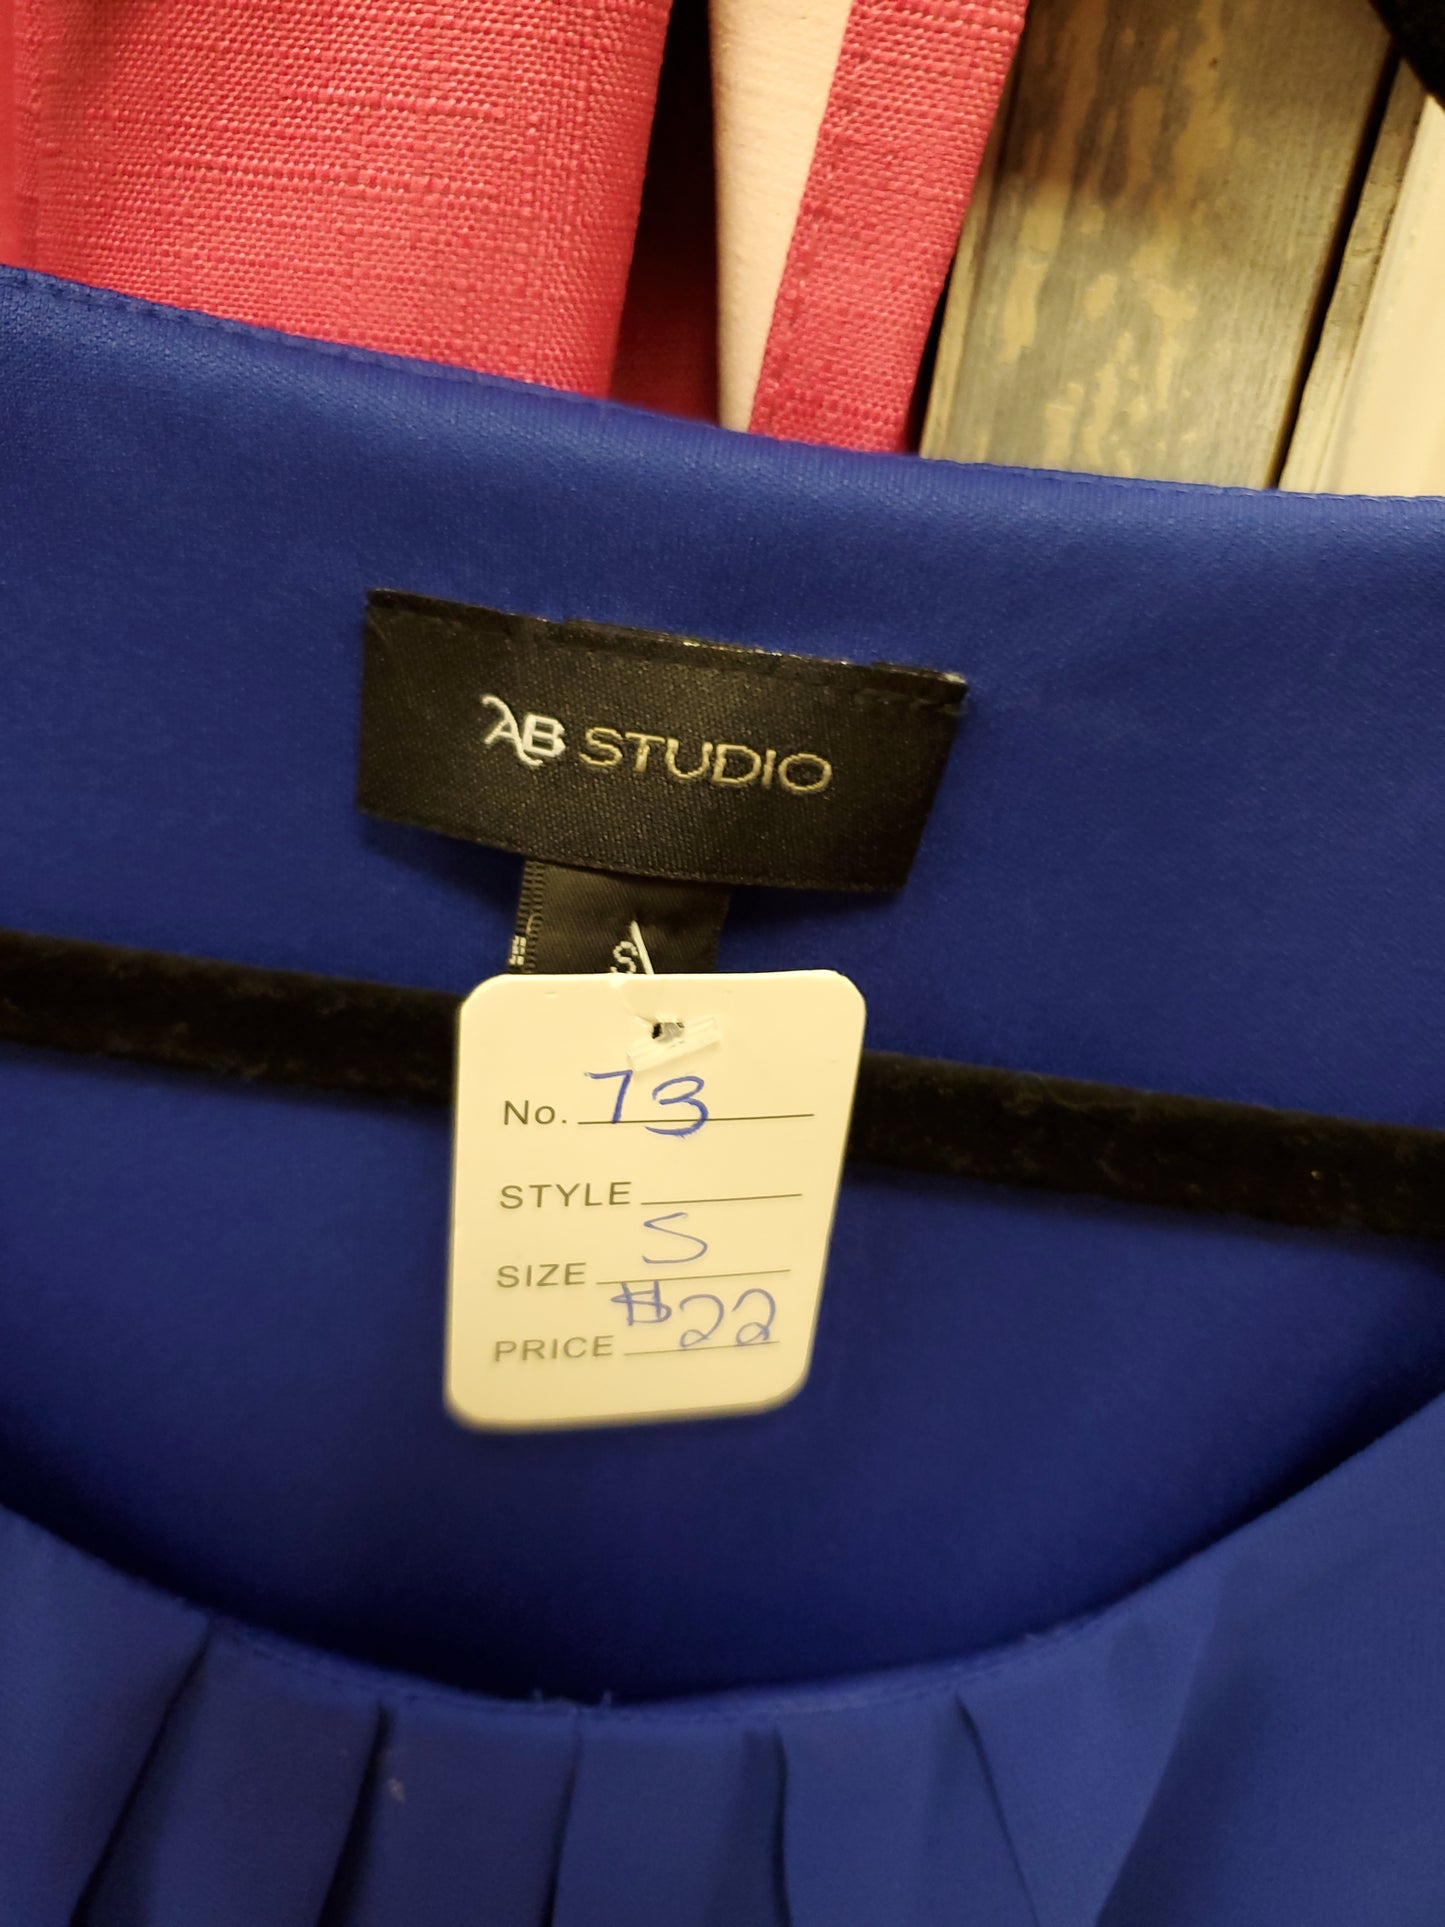 AB STUDIO
S
No. 73
STYLE
SIZE S
PRICE $22